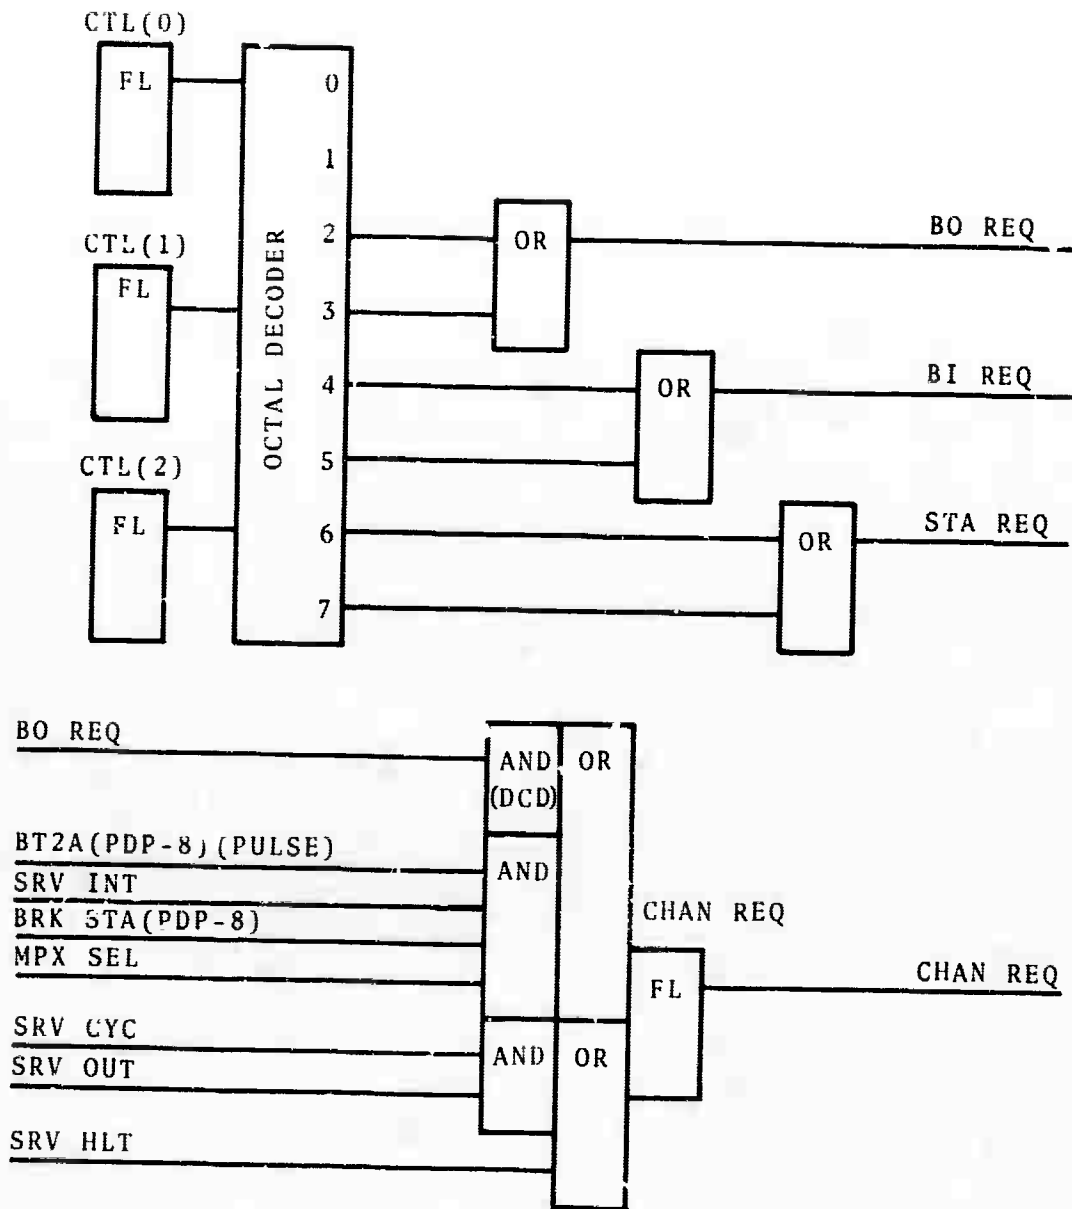 CTL(0)
FL
0
1
CTL(1)
FL
OCTAL DECODER
2
OR
BO REQ
3
4
OR
BI REQ
5
CTL(2)
FL
6
OR
STA REQ
7
BO REQ
AND
(DCD)
OR
BT2A(PDP-8)(PULSE)
AND
SRV INT
BRK STA(PDP-8)
CHAN REQ
MPX SEL
FL
CHAN REQ
SRV CYC
AND
OR
SRV OUT
SRV HLT